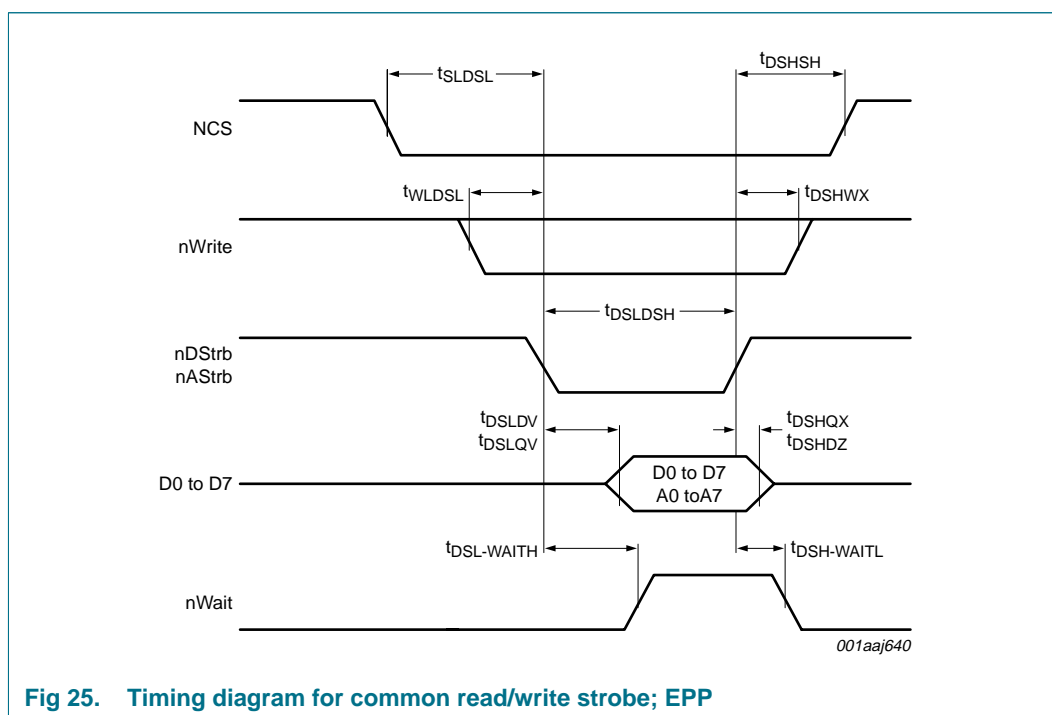 tSLDSL
tDSHSH
NCS
tWLDSL
tDSHWX
nWrite
tDSLDSH
nDStrb
nAStrb
tDSLDV
tDSLQV
tDSHQX
tDSHDZ
D0 to D7
D0 to D7
A0 toA7
tDSL-WAITH
tDSH-WAITL
nWait
001aaj640
Fig 25. Timing diagram for common read/write strobe; EPP